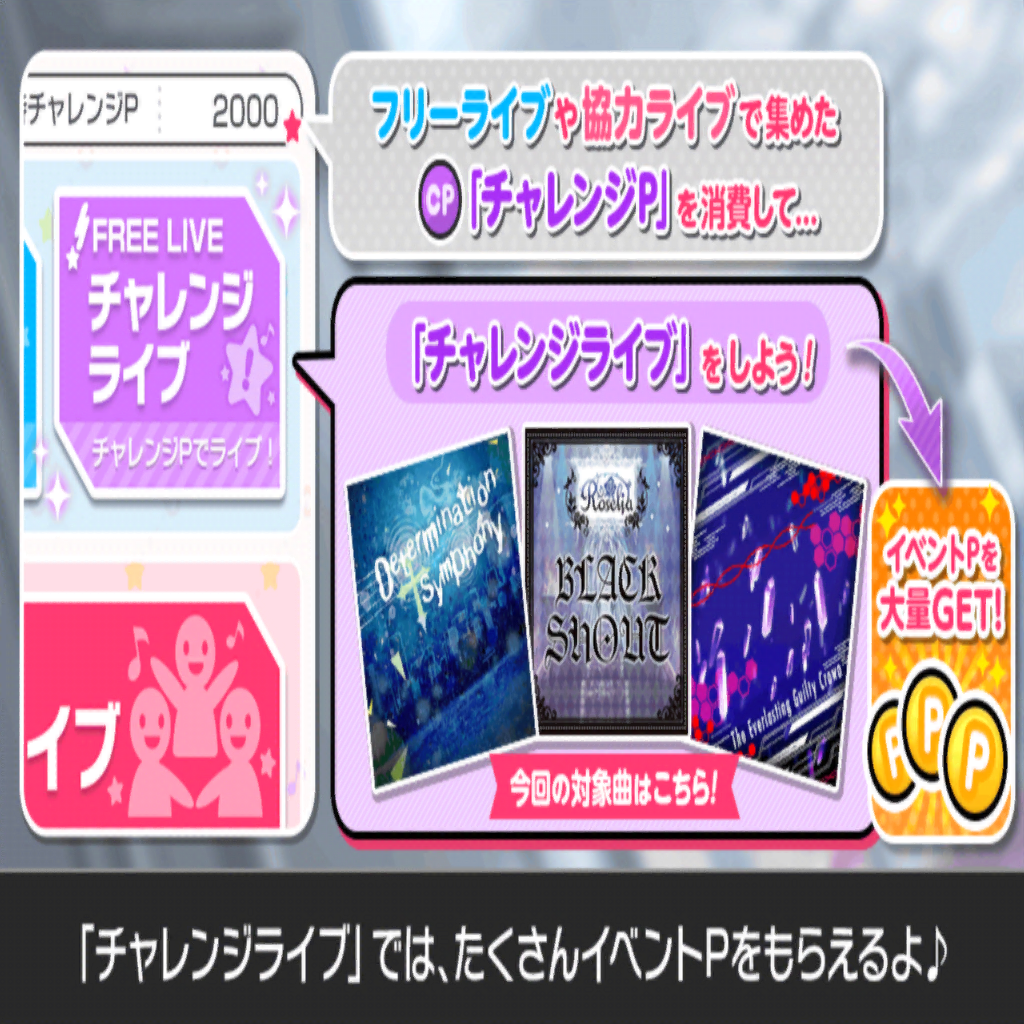 チャレンジP 2000
フリーライブや協力ライブで集めた
CP「チャレンジP」を消費して...
FREE LIVE
チャレンジ
ライブ
チャレンジPでライブ!
「チャレンジライブ」をしよう!
Determination
Symphony
Roselia
BLACK
SHOUT
The Everlasting Guilty Crown
今回の対象曲はこちら!
イベントPを
大量GET!
P P P
イブ
「チャレンジライブ」では、たくさんイベントPをもらえるよ♪